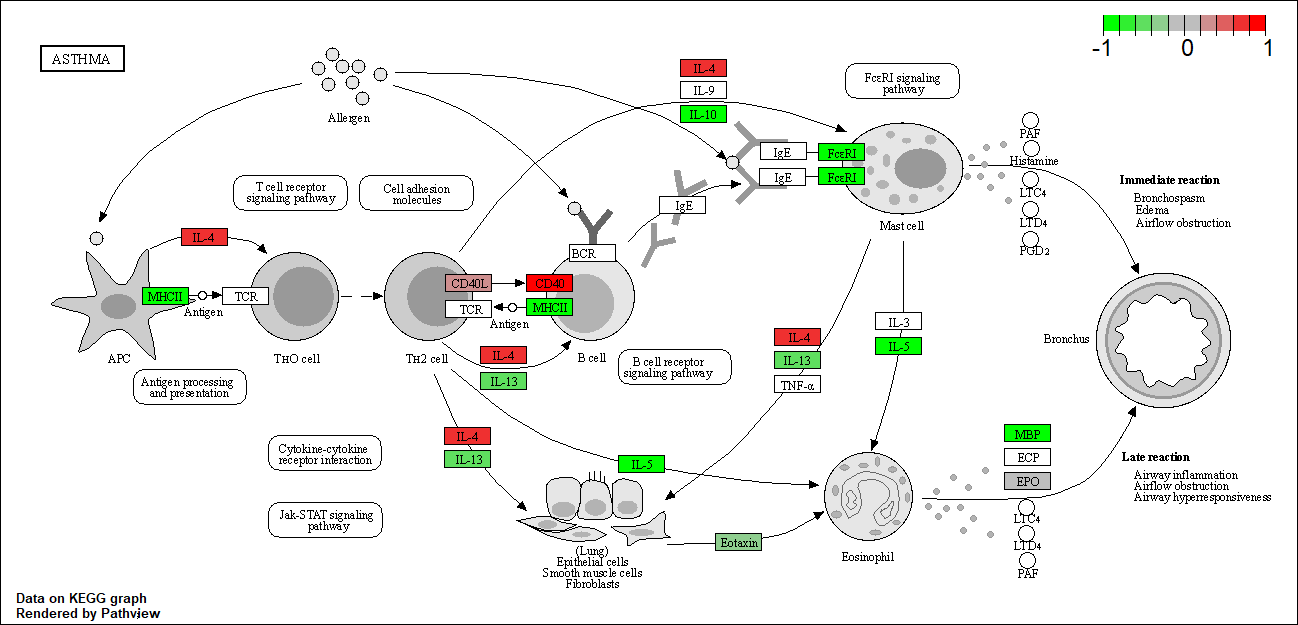 ASTHMA
-1 0 1
Allergen
IL-4
IL-9
IL-10
FcεRI signaling
pathway
IgE
FcεRI
IgE
FcεRI
Mast cell
PAF
Histamine
LTC4
LTD4
PGD2
Immediate reaction
Bronchospasm
Edema
Airflow obstruction
T cell receptor
signaling pathway
Cell adhesion
molecules
IgE
IL-4
MHCII
Antigen
TCR
APC
TH0 cell
BCR
CD40L
CD40
TCR
MHCII
Antigen
TH2 cell
B cell
IL-4
IL-13
B cell receptor
signaling pathway
Antigen processing
and presentation
IL-4
IL-13
TNF-α
IL-3
IL-5
Bronchus
Cytokine-cytokine
receptor interaction
IL-4
IL-13
IL-5
Jak-STAT signaling
pathway
Eotaxin
(Lung)
Epithelial cells
Smooth muscle cells
Fibroblasts
Eosinophil
MBP
ECP
EPO
LTC4
LTD4
PAF
Late reaction
Airway inflammation
Airflow obstruction
Airway hyperresponsiveness
Data on KEGG graph
Rendered by Pathview